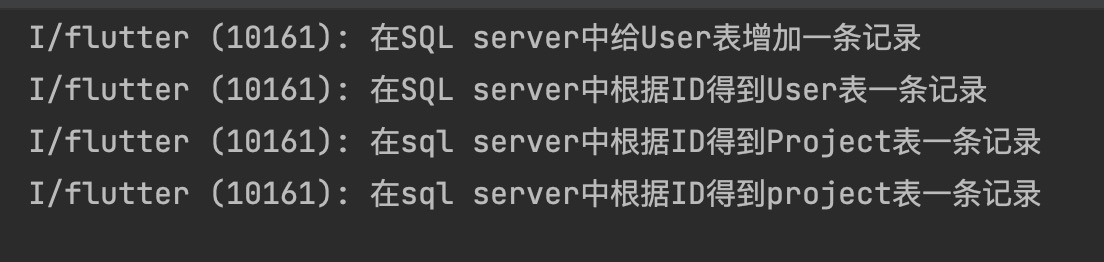 I/flutter (10161): 在SQL server中给User表增加一条记录
I/flutter (10161): 在SQL server中根据ID得到User表一条记录
I/flutter (10161): 在sql server中根据ID得到Project表一条记录
I/flutter (10161): 在sql server中根据ID得到project表一条记录